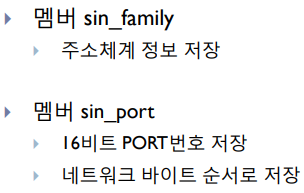 멤버 sin_family
주소체계 정보 저장
멤버 sin_port
16비트 PORT번호 저장
네트워크 바이트 순서로 저장